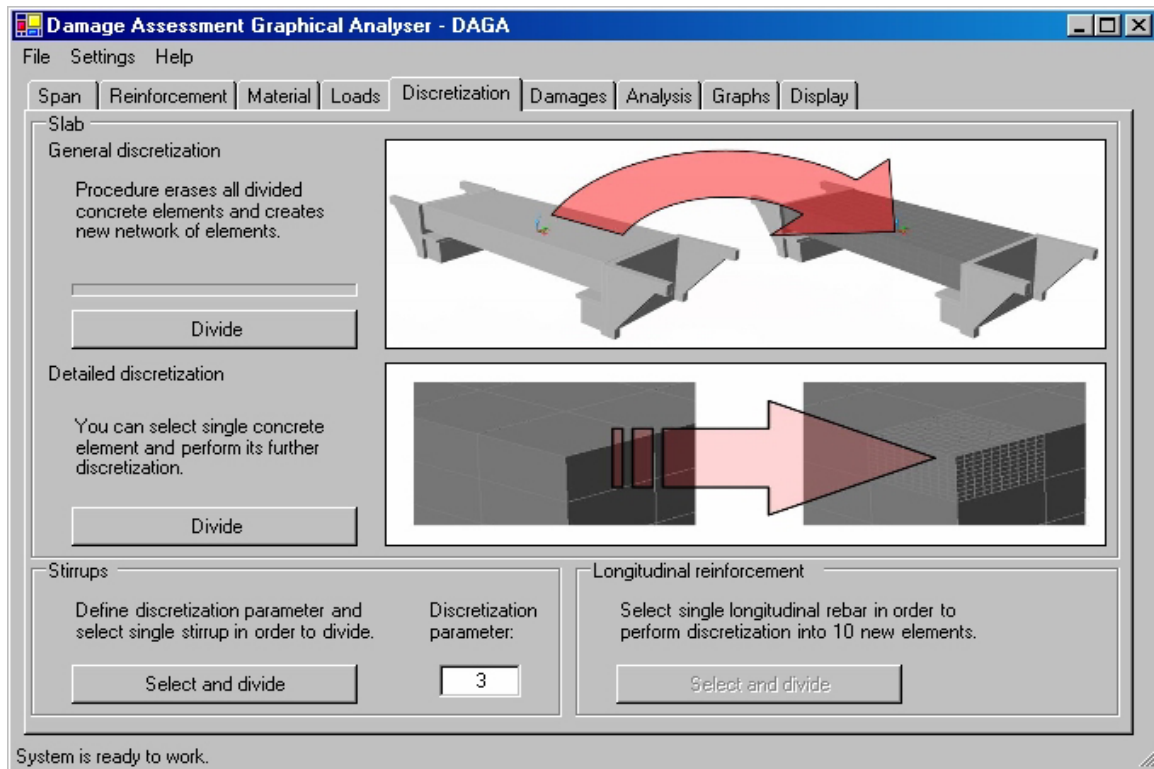 Damage Assessment Graphical Analyser - DAGA
File Settings Help
Span Reinforcement Material Loads Discretization Damages Analysis Graphs Display
Slab
General discretization
Procedure erases all divided
concrete elements and creates
new network of elements.
Divide
Detailed discretization
You can select single concrete
element and perform its further
discretization.
Divide
Stirrups
Define discretization parameter and
select single stirrup in order to divide.
Select and divide
Discretization
parameter:
3
Longitudinal reinforcement
Select single longitudinal rebar in order to
perform discretization into 10 new elements.
Select and divide
System is ready to work.